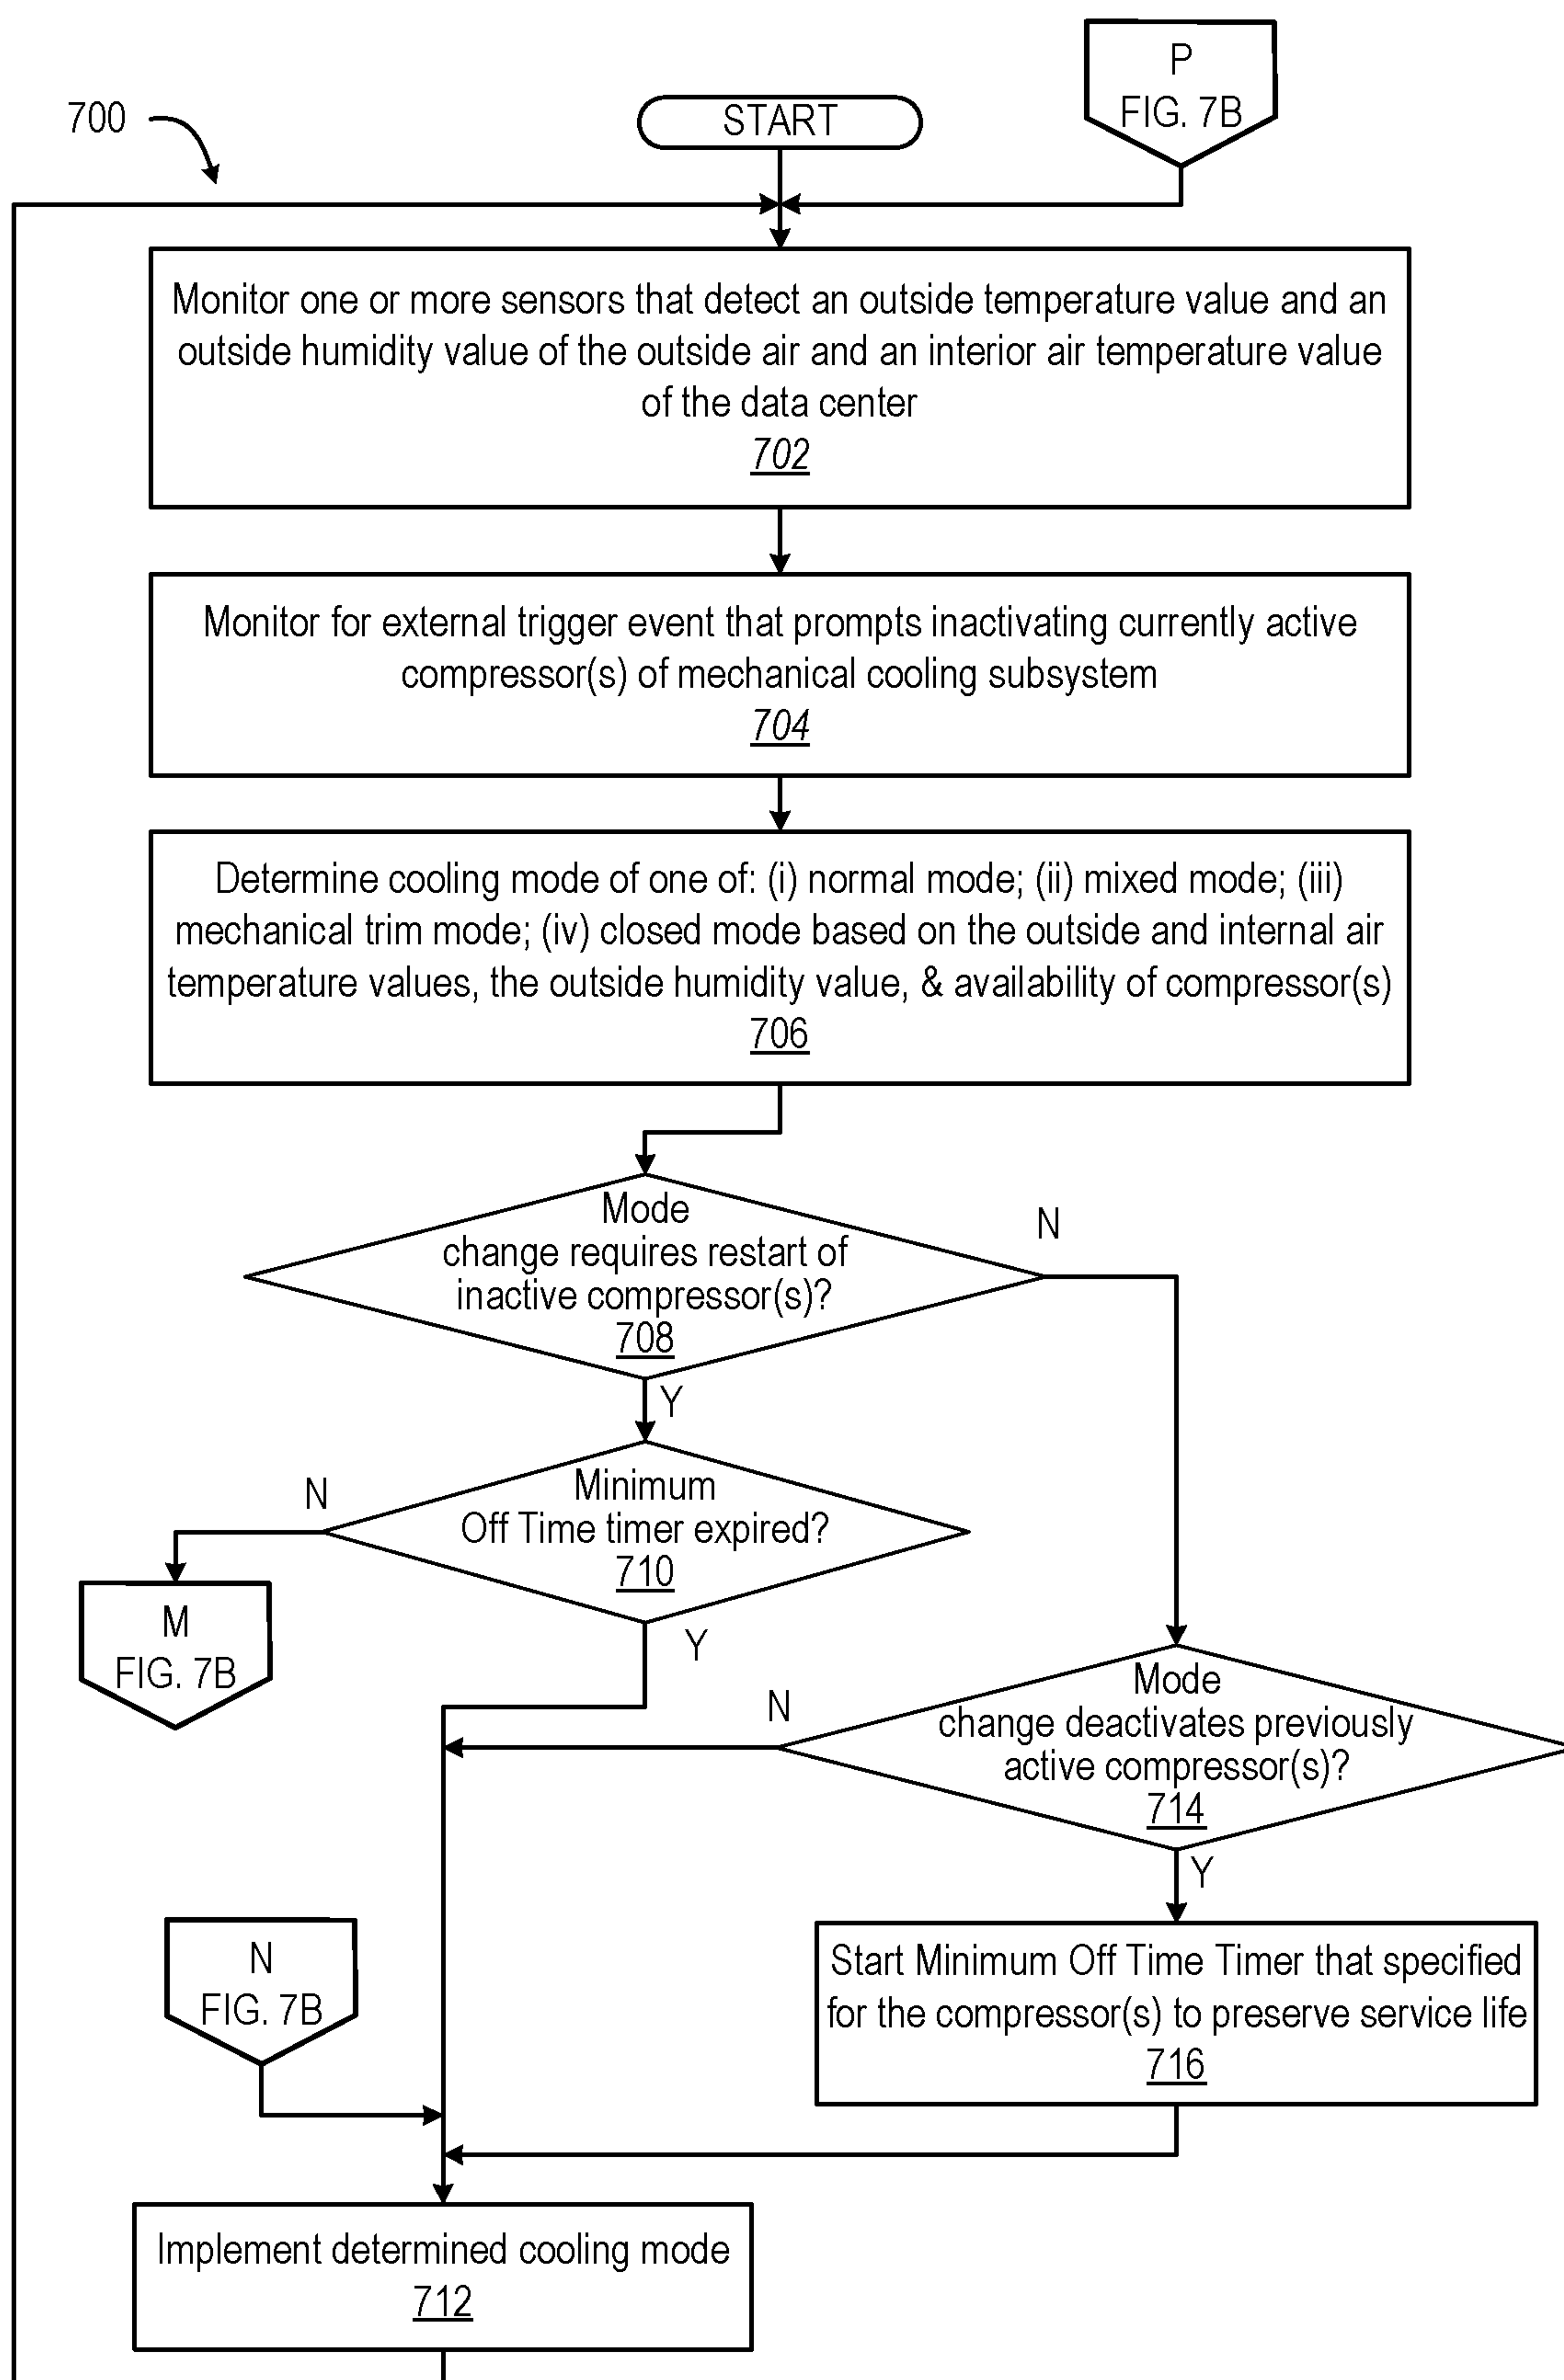 P
FIG. 7B
700
START
Monitor one or more sensors that detect an outside temperature value and an
outside humidity value of the outside air and an interior air temperature value
of the data center
702
Monitor for external trigger event that prompts inactivating currently active
compressor(s) of mechanical cooling subsystem
704
Determine cooling mode of one of: (i) normal mode; (ii) mixed mode; (iii)
mechanical trim mode; (iv) closed mode based on the outside and internal air
temperature values, the outside humidity value, & availability of compressor(s)
706
Mode
change requires restart of
inactive compressor(s)?
708
N
Y
Minimum
Off Time timer expired?
710
N
Y
M
FIG. 7B
Mode
change deactivates previously
active compressor(s)?
714
N
Y
Start Minimum Off Time Timer that specified
for the compressor(s) to preserve service life
716
N
FIG. 7B
Implement determined cooling mode
712